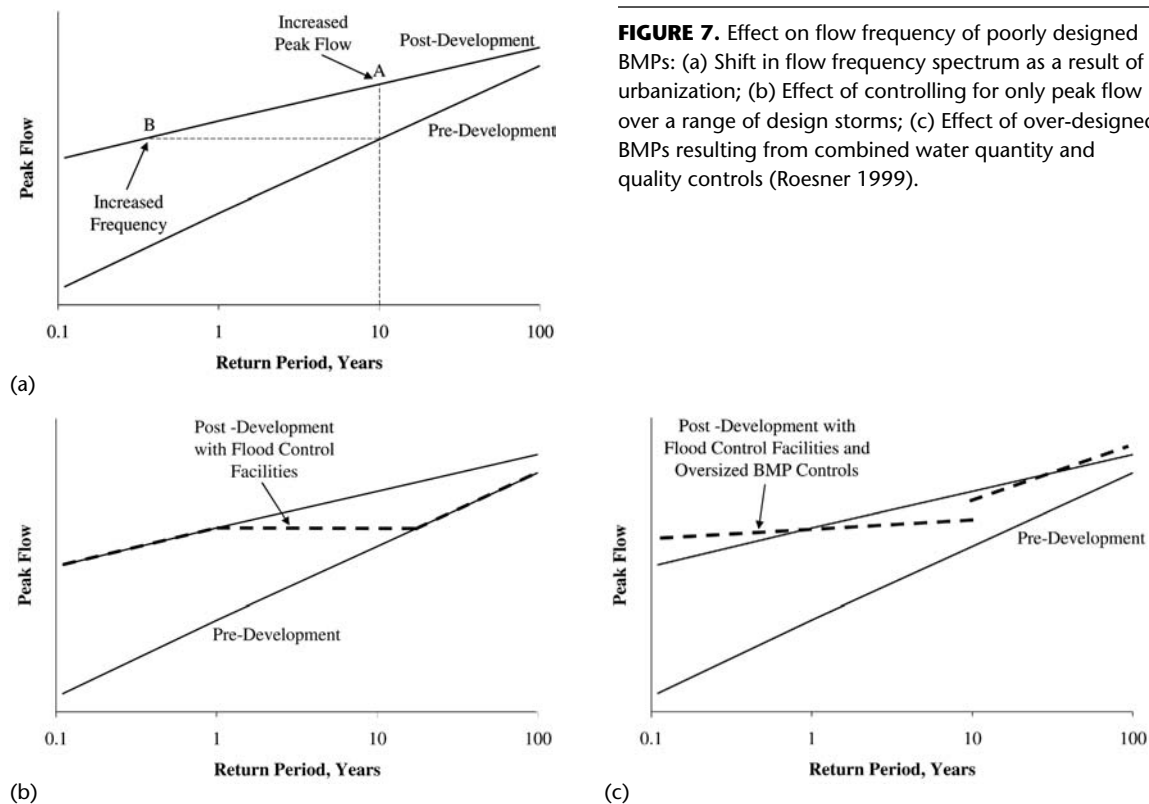 FIGURE 7. Effect on flow frequency of poorly designed
BMPs: (a) Shift in flow frequency spectrum as a result of
urbanization; (b) Effect of controlling for only peak flow
over a range of design storms; (c) Effect of over-designed
BMPs resulting from combined water quantity and
quality controls (Roesner 1999).
Increased
Peak Flow
Post-Development
A
B
Pre-Development
Increased
Frequency
Peak Flow
0.1 1 10 100
Return Period, Years
(a)
Post -Development
with Flood Control
Facilities
Pre-Development
Peak Flow
0.1 1 10 100
Return Period, Years
(b)
Post -Development with
Flood Control Facilities and
Oversized BMP Controls
Pre-Development
Peak Flow
0.1 1 10 100
Return Period, Years
(c)